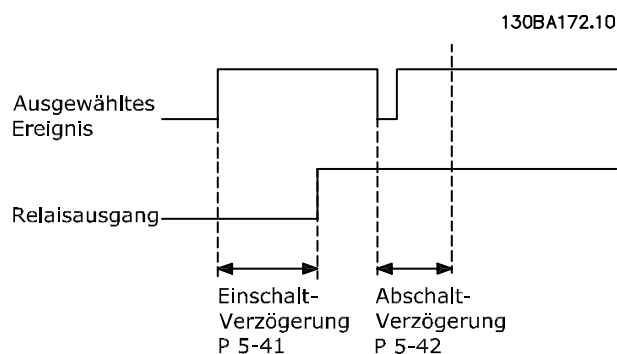 130BA172.10
Ausgewähltes
Ereignis
Relaisausgang
Einschalt-
Verzögerung
P 5-41
Abschalt-
Verzögerung
P 5-42